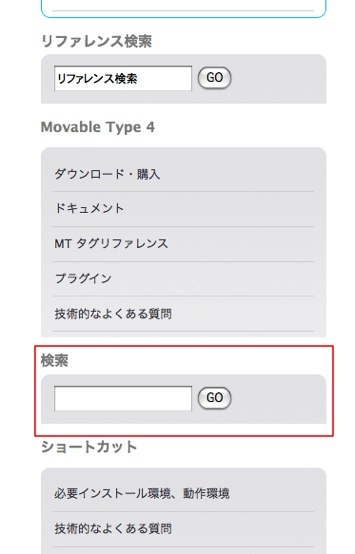 リファレンス検索
リファレンス検索 GO
Movable Type 4
ダウンロード・購入
ドキュメント
MT タグリファレンス
プラグイン
技術的なよくある質問
検索
GO
ショートカット
必要インストール環境、動作環境
技術的なよくある質問